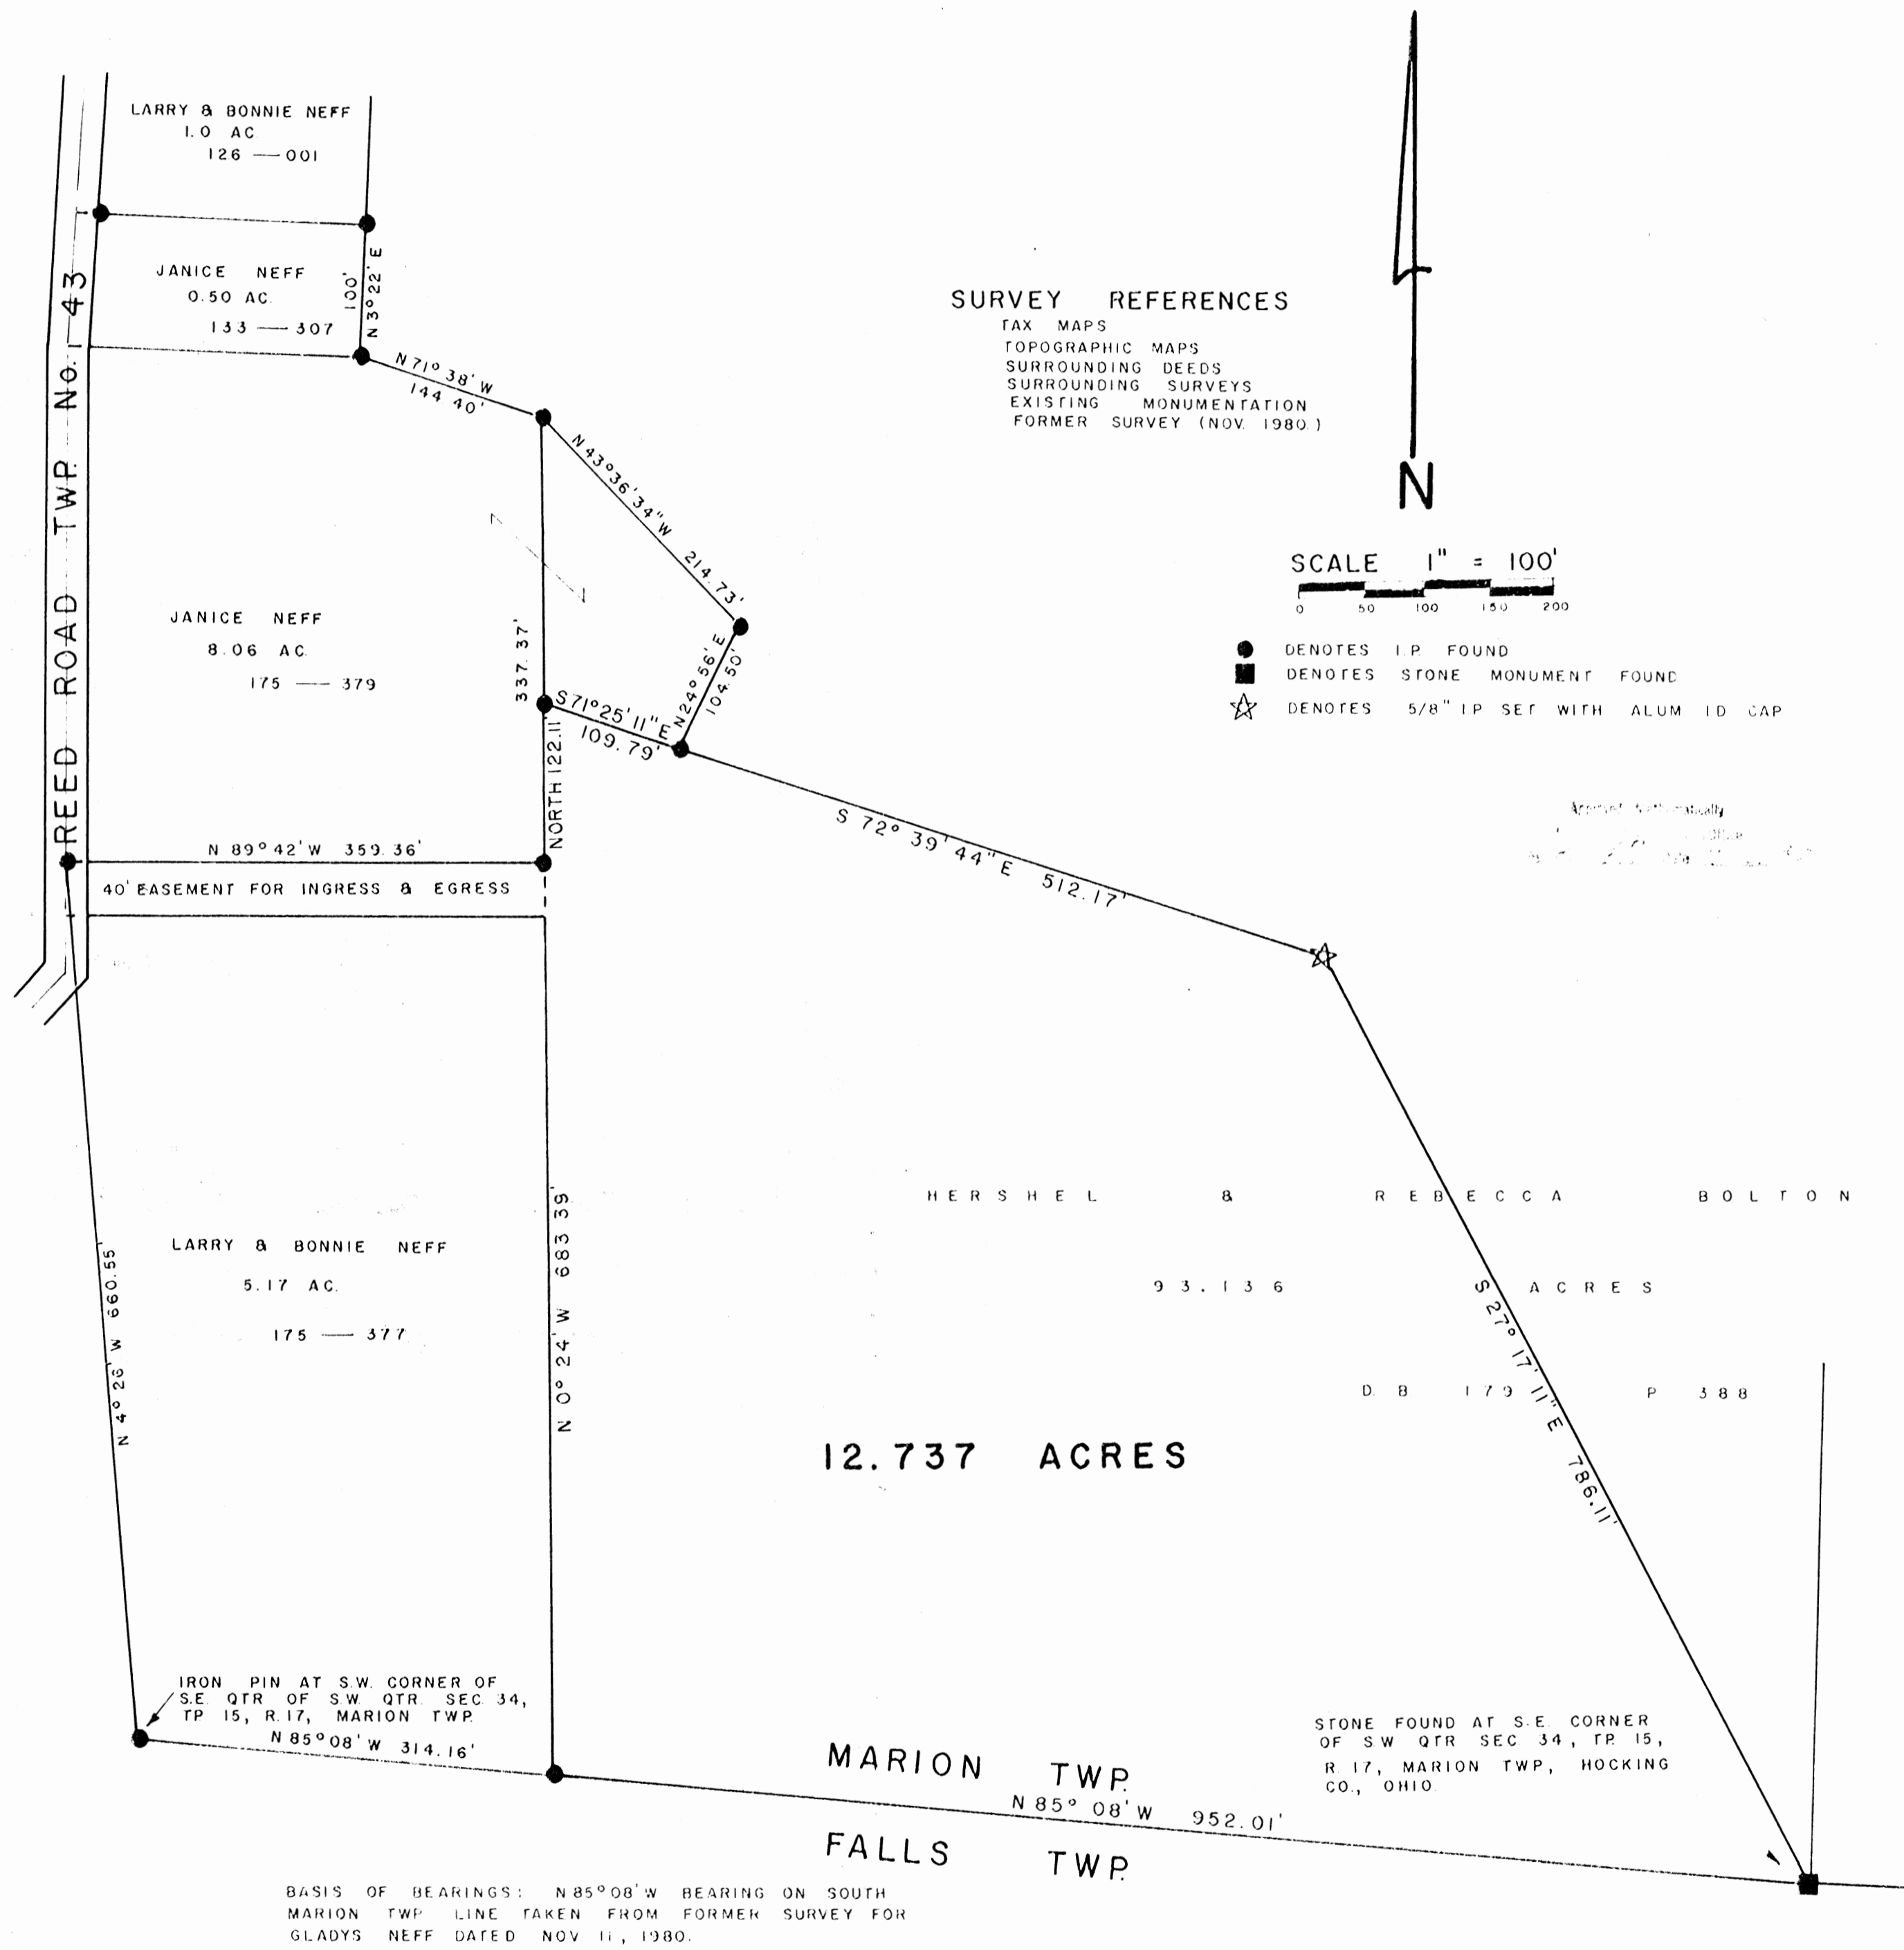 LARRY & BONNIE NEFF
1.0 AC.
126 — 001
JANICE NEFF
0.50 AC.
133 — 307
100'
N 3° 22' E
N 71° 38' W
144.40'
REED ROAD TWP. No. 143
SURVEY REFERENCES
TAX MAPS
TOPOGRAPHIC MAPS
SURROUNDING DEEDS
SURROUNDING SURVEYS
EXISTING MONUMENTATION
FORMER SURVEY (NOV. 1980.)
N
SCALE 1" = 100'
0 50 100 150 200
DENOTES I.P. FOUND
DENOTES STONE MONUMENT FOUND
DENOTES 5/8" I.P. SET WITH ALUM. I.D. CAP
N 43° 36' 34" W 214.73'
JANICE NEFF
8.06 AC.
175 — 379
337.37'
N 24° 56' E
104.50'
S 71° 25' 11" E
109.79'
NORTH 122.11'
N 89° 42' W 359.36'
40' EASEMENT FOR INGRESS & EGRESS
S 72° 39' 44" E 512.17'
Mathematically
HERSHEL & REBECCA BOLTON
93.136 ACRES
D. B. 179 P. 388
S 27° 17' 11" E 786.11'
LARRY & BONNIE NEFF
5.17 AC.
175 — 377
N 4° 26' W 660.55'
N 0° 24' W 683.39'
12.737 ACRES
IRON PIN AT S.W. CORNER OF
S.E. QTR. OF S.W. QTR. SEC. 34,
TP. 15, R. 17, MARION TWP.
N 85° 08' W 314.16'
STONE FOUND AT S.E. CORNER
OF S.W. QTR. SEC. 34, TP. 15,
R. 17, MARION TWP., HOCKING
CO., OHIO
MARION TWP.
N 85° 08' W 952.01'
FALLS TWP.
BASIS OF BEARINGS: N 85° 08' W BEARING ON SOUTH
MARION TWP. LINE TAKEN FROM FORMER SURVEY FOR
GLADYS NEFF DATED NOV. 11, 1980.